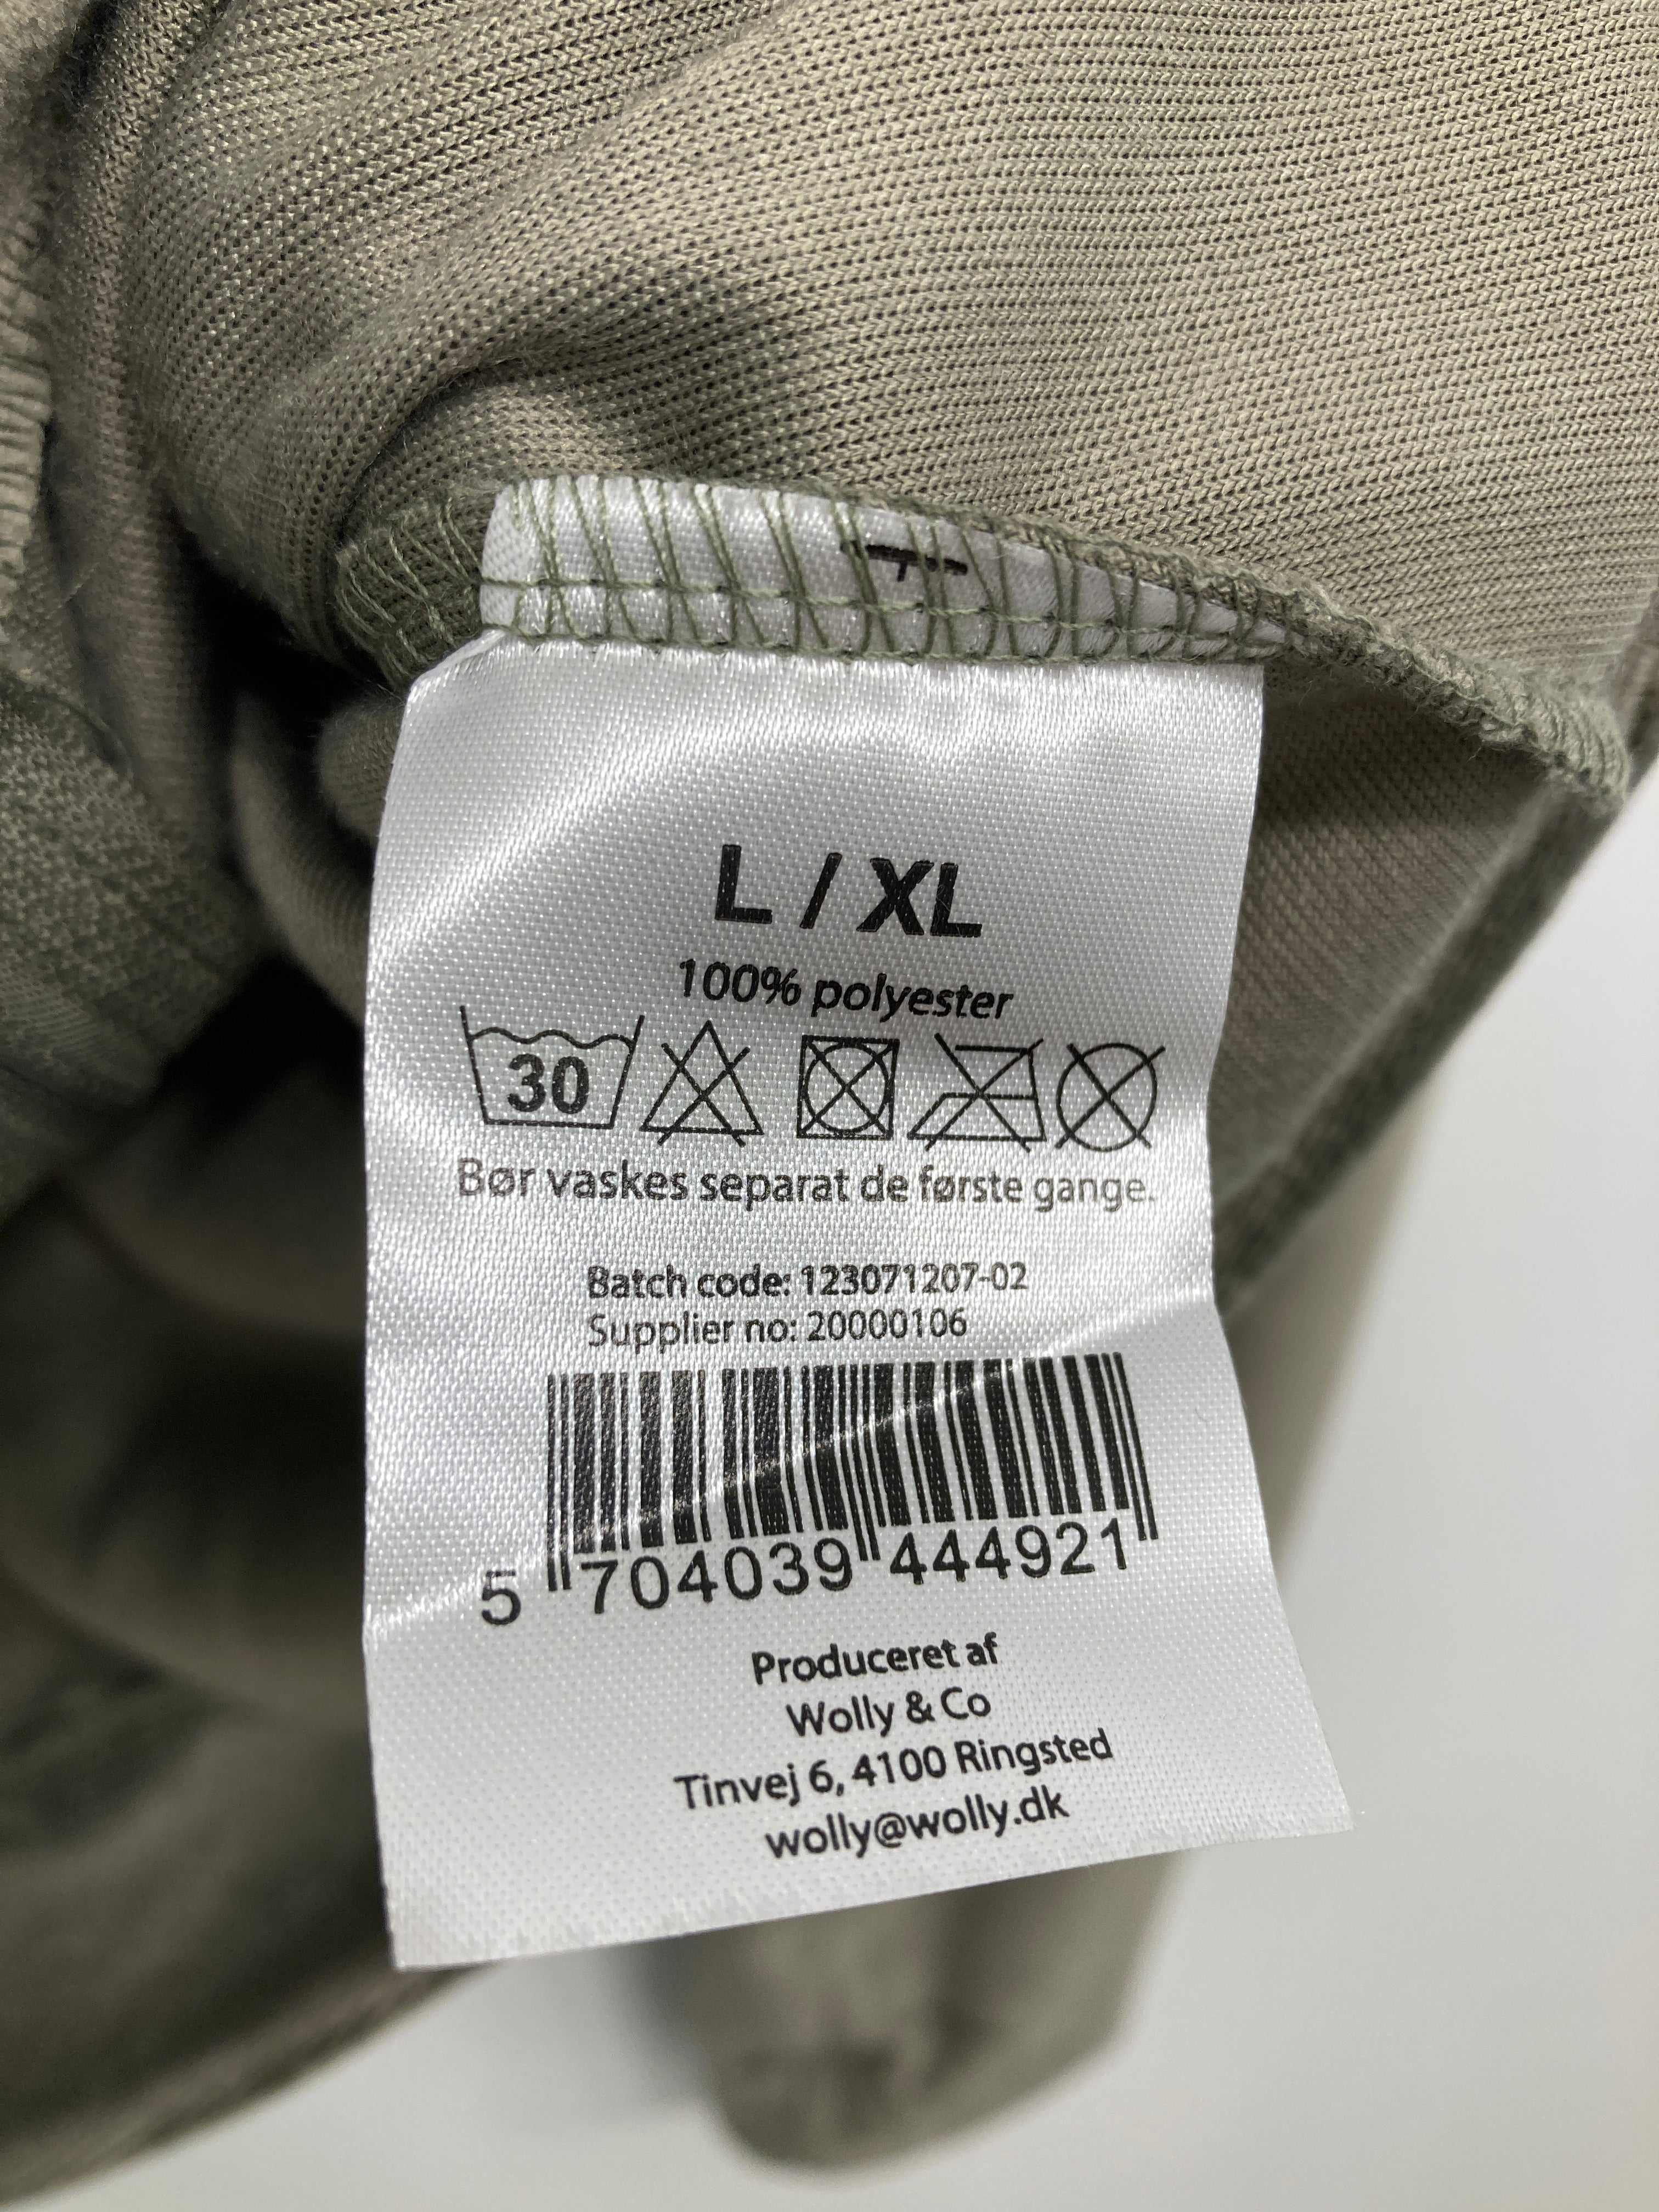 L / XL
100% polyester
30
Bør vaskes separat de første gange.
Batch code: 123071207-02
Supplier no: 20000106
5 704039 444921
Produceret af
Wolly & Co
Tinvej 6, 4100 Ringsted
wolly@wolly.dk